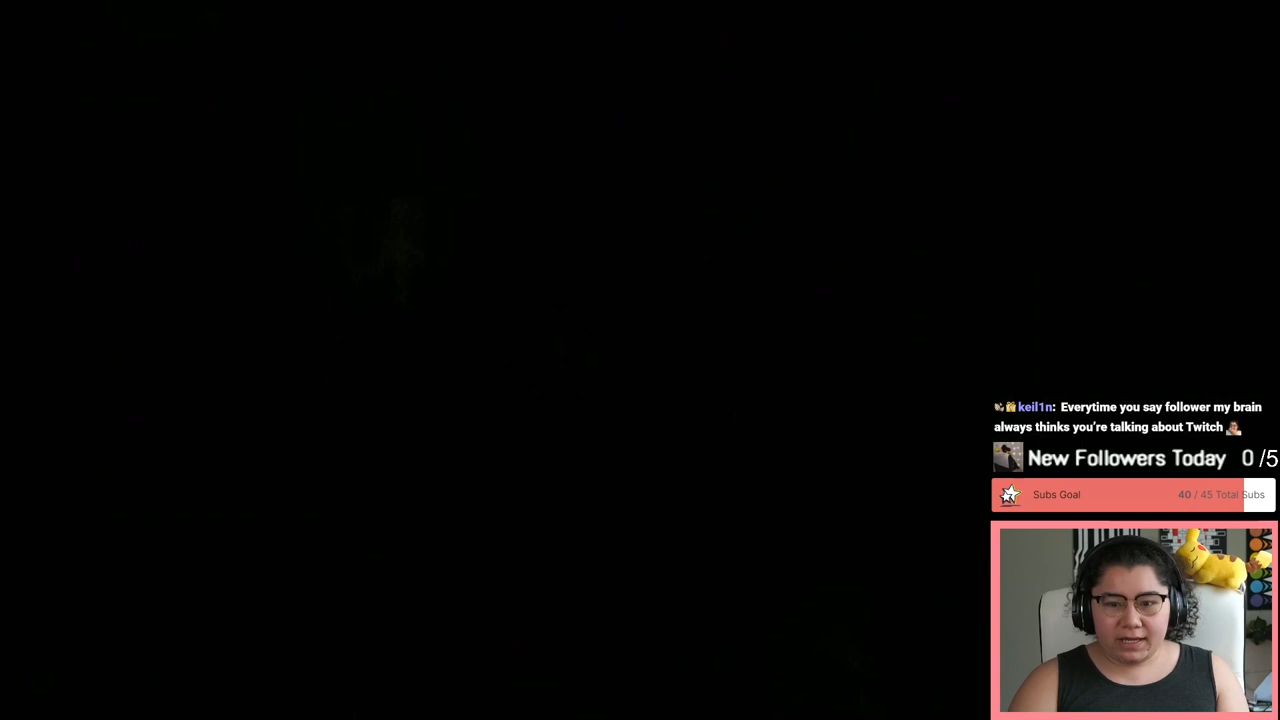 keil1n: Everytime you say follower my brain
always thinks you're talking about Twitch
New Followers Today 0 /5
Subs Goal 40 / 45 Total Subs